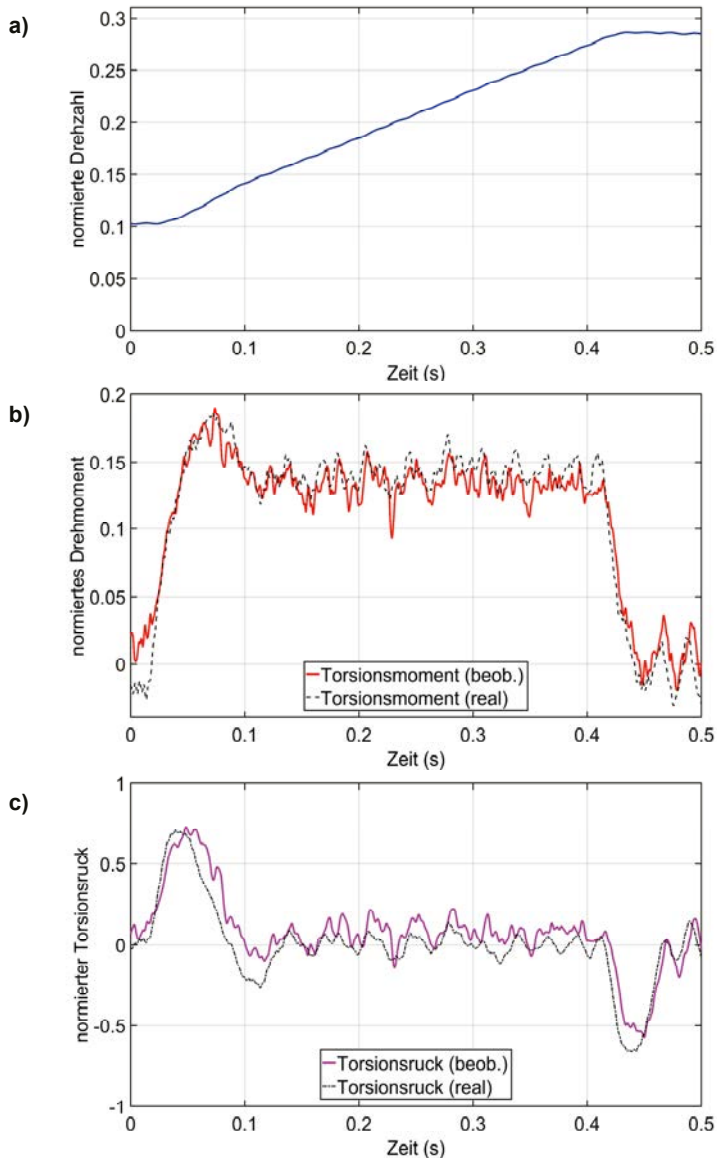 a)
normierte Drehzahl
0.3
0.25
0.2
0.15
0.1
0.05
0
0
0.1
0.2
0.3
0.4
0.5
Zeit (s)
b)
normiertes Drehmoment
0.2
0.15
0.1
0.05
0
Torsionsmoment (beob.)
Torsionsmoment (real)
0
0.1
0.2
0.3
0.4
0.5
Zeit (s)
c)
normierter Torsionsruck
1
0.5
0
-0.5
-1
Torsionsruck (beob.)
Torsionsruck (real)
0
0.1
0.2
0.3
0.4
0.5
Zeit (s)